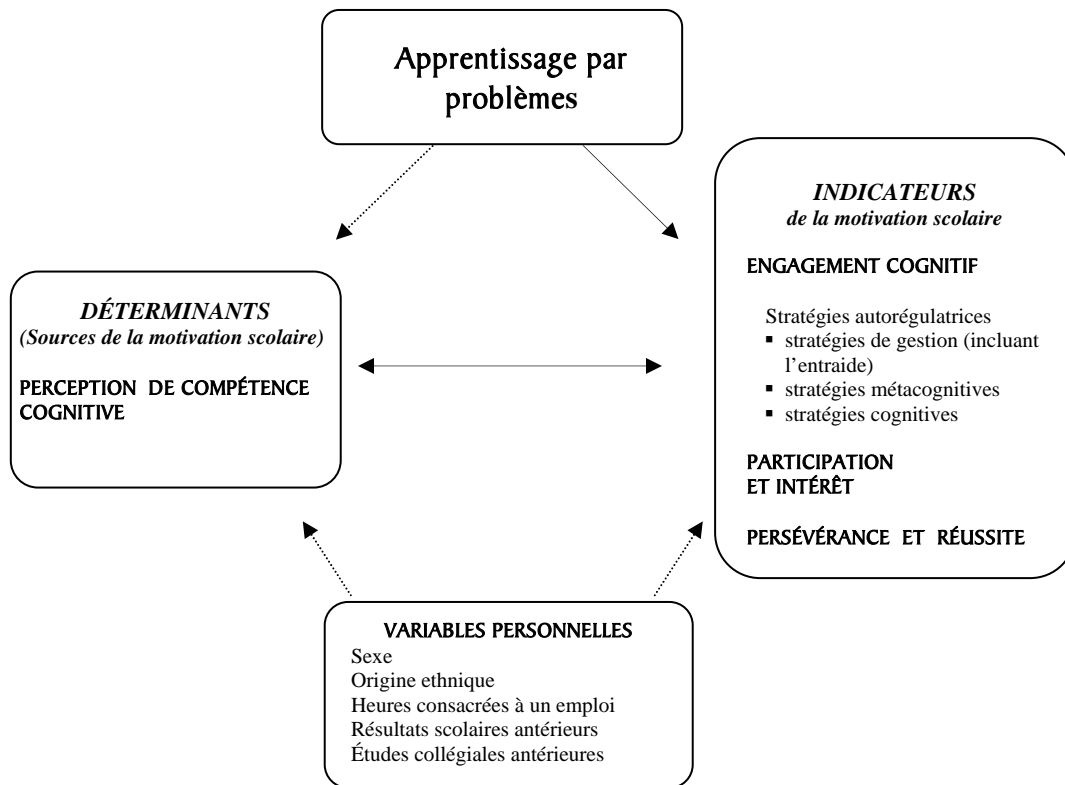 Apprentissage par
problèmes
INDICATEURS
de la motivation scolaire
ENGAGEMENT COGNITIF
Stratégies autorégulatrices
▪ stratégies de gestion (incluant
l’entraide)
▪ stratégies métacognitives
▪ stratégies cognitives
PARTICIPATION
ET INTÉRÊT
PERSÉVÉRANCE ET RÉUSSITE
DÉTERMINANTS
(Sources de la motivation scolaire)
PERCEPTION DE COMPÉTENCE
COGNITIVE
VARIABLES PERSONNELLES
Sexe
Origine ethnique
Heures consacrées à un emploi
Résultats scolaires antérieurs
Études collégiales antérieures